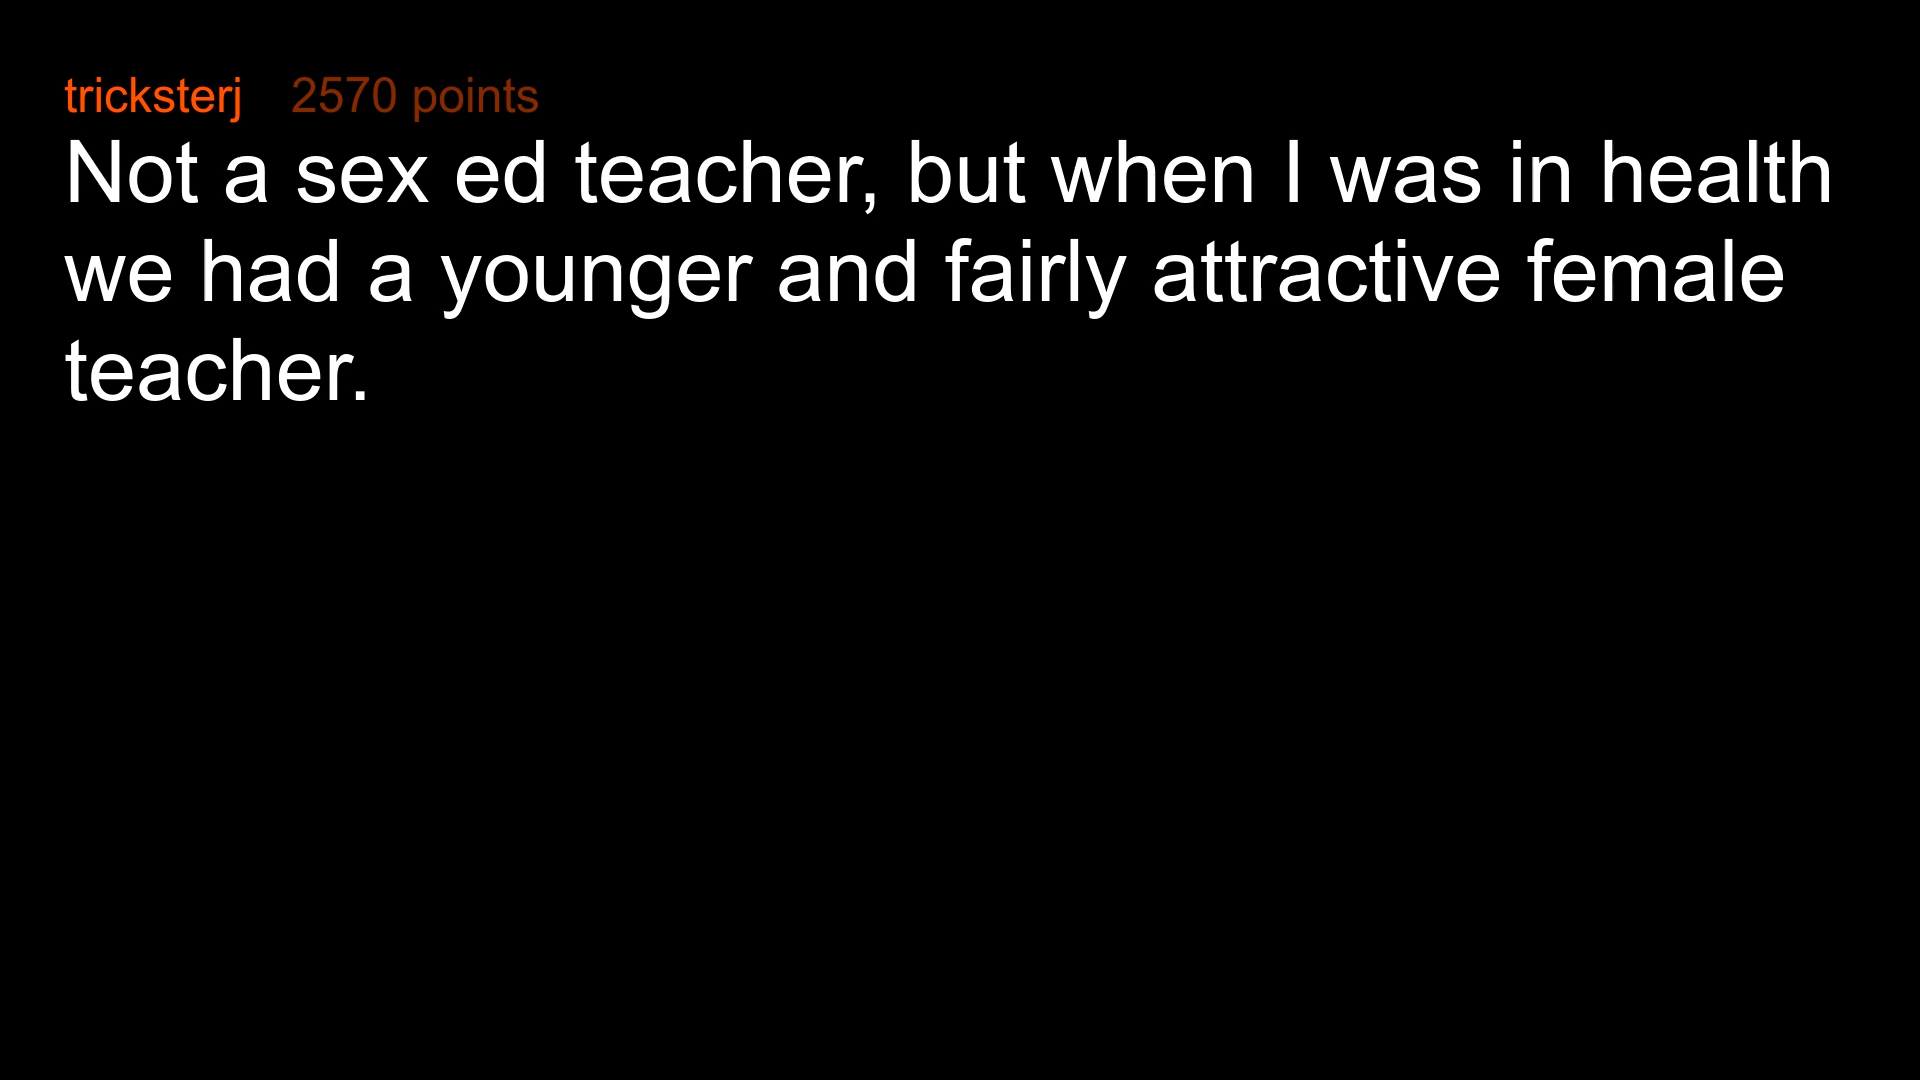 tricksterj 2570 points
Not a sex ed teacher, but when I was in health
we had a younger and fairly attractive female
teacher.